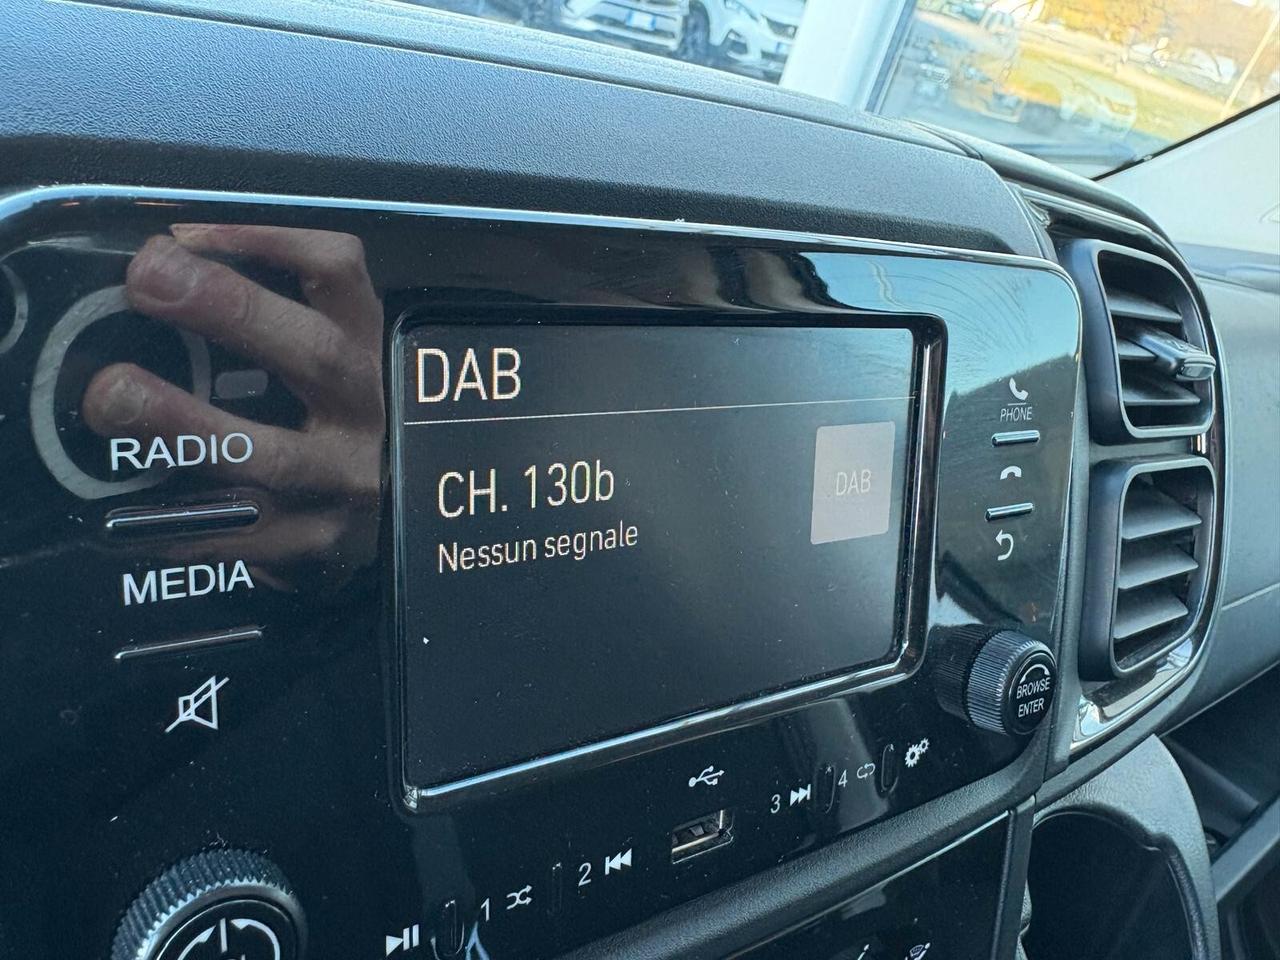 DAB
CH. 130b
Nessun segnale
DAB
RADIO
MEDIA
PHONE
BROWSE
ENTER
1
2
3
4